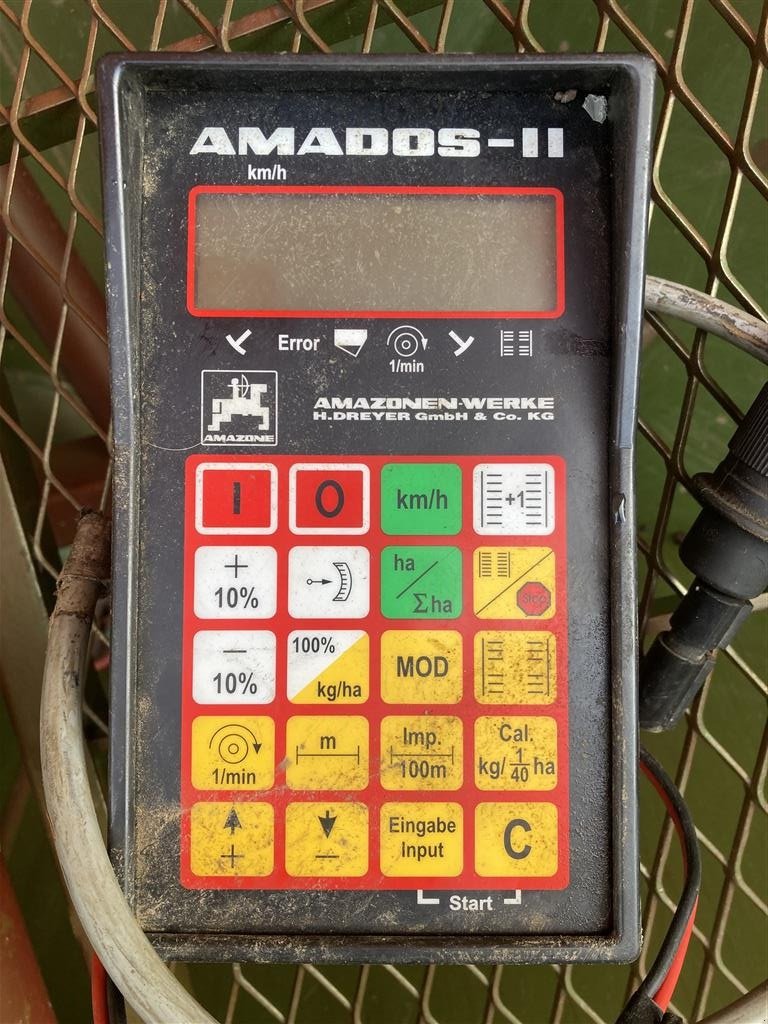 AMADOS-II
km/h
Error
1/min
AMAZONE
AMAZONEN-WERKE
H.DREYER GmbH & Co. KG
I O km/h +1
+ 10% ha / Σha Stop
− 10% 100% kg/ha MOD
1/min m Imp. 100m Cal. kg/ 1/40 ha
+ − Eingabe Input C
Start